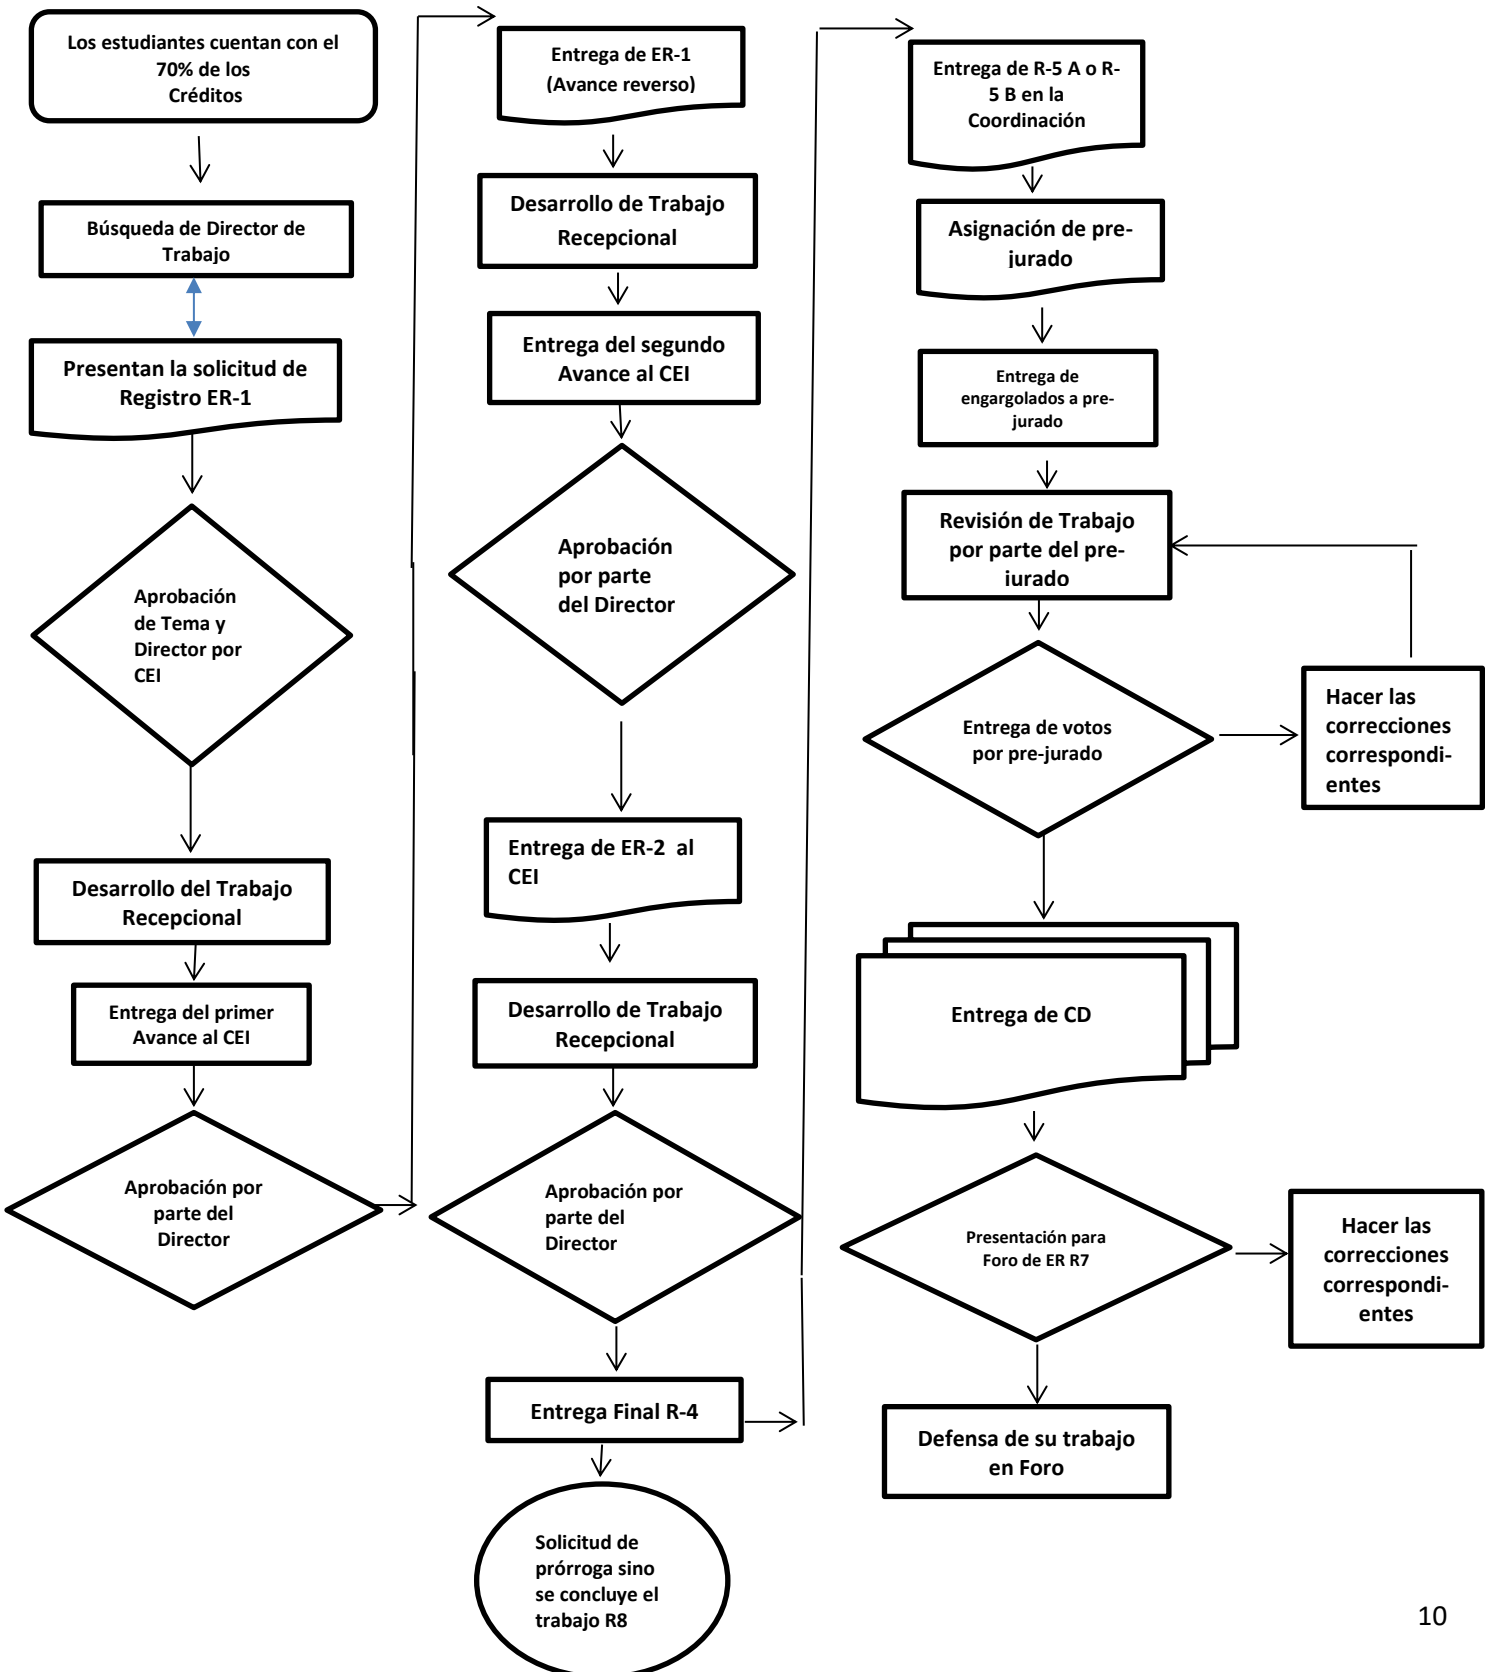 Los estudiantes cuentan con el
70% de los
Créditos
Búsqueda de Director de
Trabajo
Presentan la solicitud de
Registro ER-1
Aprobación
de Tema y
Director por
CEI
Desarrollo del Trabajo
Recepcional
Entrega del primer
Avance al CEI
Aprobación por
parte del
Director
Entrega de ER-1
(Avance reverso)
Desarrollo de Trabajo
Recepcional
Entrega del segundo
Avance al CEI
Aprobación
por parte
del Director
Entrega de ER-2 al
CEI
Desarrollo de Trabajo
Recepcional
Aprobación por
parte del
Director
Entrega Final R-4
Solicitud de
prórroga sino
se concluye el
trabajo R8
Entrega de R-5 A o R-
5 B en la
Coordinación
Asignación de pre-
jurado
Entrega de
engargolados a pre-
jurado
Revisión de Trabajo
por parte del pre-
jurado
Entrega de votos
por pre-jurado
Hacer las
correcciones
correspondi-
entes
Entrega de CD
Presentación para
Foro de ER R7
Hacer las
correcciones
correspondi-
entes
Defensa de su trabajo
en Foro
10